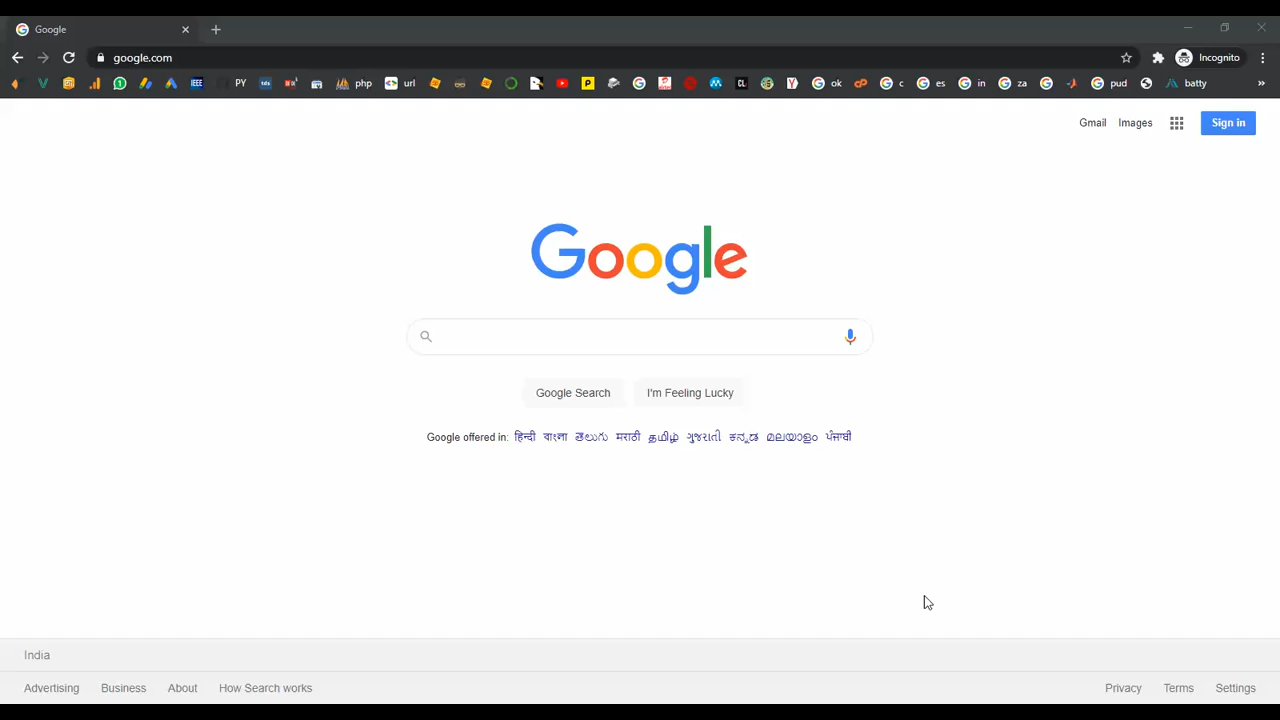 Google
google.com
Incognito
PY
php
url
ok
c
es
in
za
pud
batty
Gmail Images Sign in
Google
Google Search I'm Feeling Lucky
Google offered in: हिन्दी বাংলা తెలుగు मराठी தமிழ் ગુજરાતી ಕನ್ನಡ മലയാളം ਪੰਜਾਬੀ
India
Advertising Business About How Search works Privacy Terms Settings